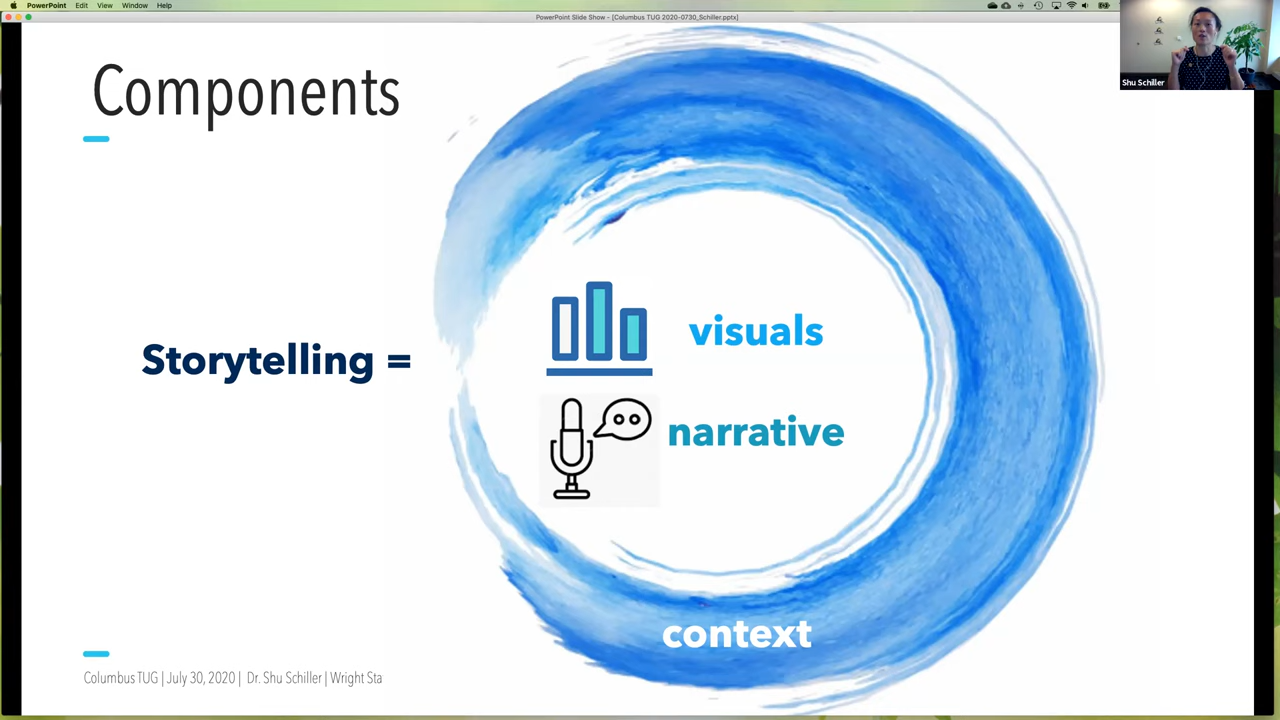 PowerPoint Edit View Window Help
PowerPoint Slide Show - [Columbus TUG 2020-0730_Schiller.pptx]
Components
Shu Schiller
visuals
Storytelling =
narrative
context
Columbus TUG | July 30, 2020 | Dr. Shu Schiller | Wright Sta